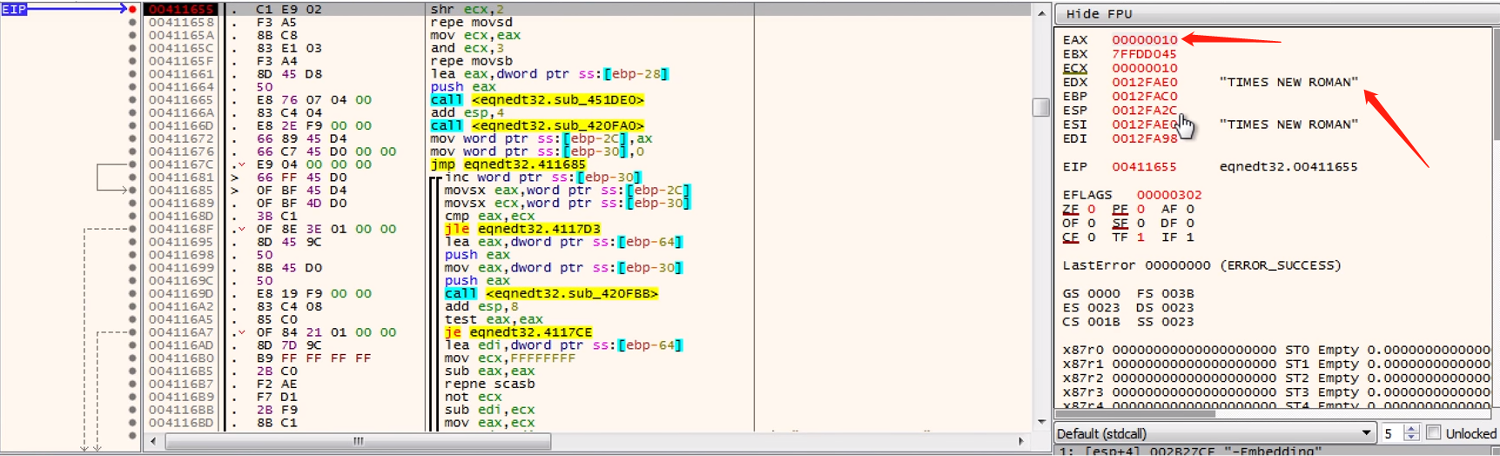 EIP
00411655 . C1 E9 02 shr ecx,2
00411658 . F3 A5 repe movsd
0041165A . 8B C8 mov ecx,eax
0041165C . 83 E1 03 and ecx,3
0041165F . F3 A4 repe movsb
00411661 . 8D 45 D8 lea eax,dword ptr ss:[ebp-28]
00411664 . 50 push eax
00411665 . E8 76 07 04 00 call <eqnedt32.sub_451DE0>
0041166A . 83 C4 04 add esp,4
0041166D . E8 2E F9 00 00 call <eqnedt32.sub_420FA0>
00411672 . 66 89 45 D4 mov word ptr ss:[ebp-2C],ax
00411676 . 66 C7 45 D0 00 00 mov word ptr ss:[ebp-30],0
0041167C . E9 04 00 00 00 jmp eqnedt32.411685
00411681 > 66 FF 45 D0 inc word ptr ss:[ebp-30]
00411685 > 0F BF 45 D4 movsx eax,word ptr ss:[ebp-2C]
00411689 . 0F BF 4D D0 movsx ecx,word ptr ss:[ebp-30]
0041168D . 3B C1 cmp eax,ecx
0041168F . 0F 8E 3E 01 00 00 jle eqnedt32.4117D3
00411695 . 8D 45 9C lea eax,dword ptr ss:[ebp-64]
00411698 . 50 push eax
00411699 . 8B 45 D0 mov eax,dword ptr ss:[ebp-30]
0041169C . 50 push eax
0041169D . E8 19 F9 00 00 call <eqnedt32.sub_420FBB>
004116A2 . 83 C4 08 add esp,8
004116A5 . 85 C0 test eax,eax
004116A7 . 0F 84 21 01 00 00 je eqnedt32.4117CE
004116AD . 8D 7D 9C lea edi,dword ptr ss:[ebp-64]
004116B0 . B9 FF FF FF FF mov ecx,FFFFFFFF
004116B5 . 2B C0 sub eax,eax
004116B7 . F2 AE repne scasb
004116B9 . F7 D1 not ecx
004116BB . 2B F9 sub edi,ecx
004116BD . 8B C1 mov eax,ecx
Hide FPU
EAX 00000010
EBX 7FFDD045
ECX 00000010
EDX 0012FAE0 "TIMES NEW ROMAN"
EBP 0012FAC0
ESP 0012FA2C
ESI 0012FAE0 "TIMES NEW ROMAN"
EDI 0012FA98
EIP 00411655 eqnedt32.00411655
EFLAGS 00000302
ZF 0 PF 0 AF 0
OF 0 SF 0 DF 0
CF 0 TF 1 IF 1
LastError 00000000 (ERROR_SUCCESS)
GS 0000 FS 003B
ES 0023 DS 0023
CS 001B SS 0023
x87r0 00000000000000000000 ST0 Empty 0.0000000000000
x87r1 00000000000000000000 ST1 Empty 0.0000000000000
x87r2 00000000000000000000 ST2 Empty 0.0000000000000
x87r3 00000000000000000000 ST3 Empty 0.0000000000000
x87r4 00000000000000000000 ST4 Empty 0.0000000000000
Default (stdcall) 5 Unlocked
1: [esp+4] 002B27CE "-Embedding"